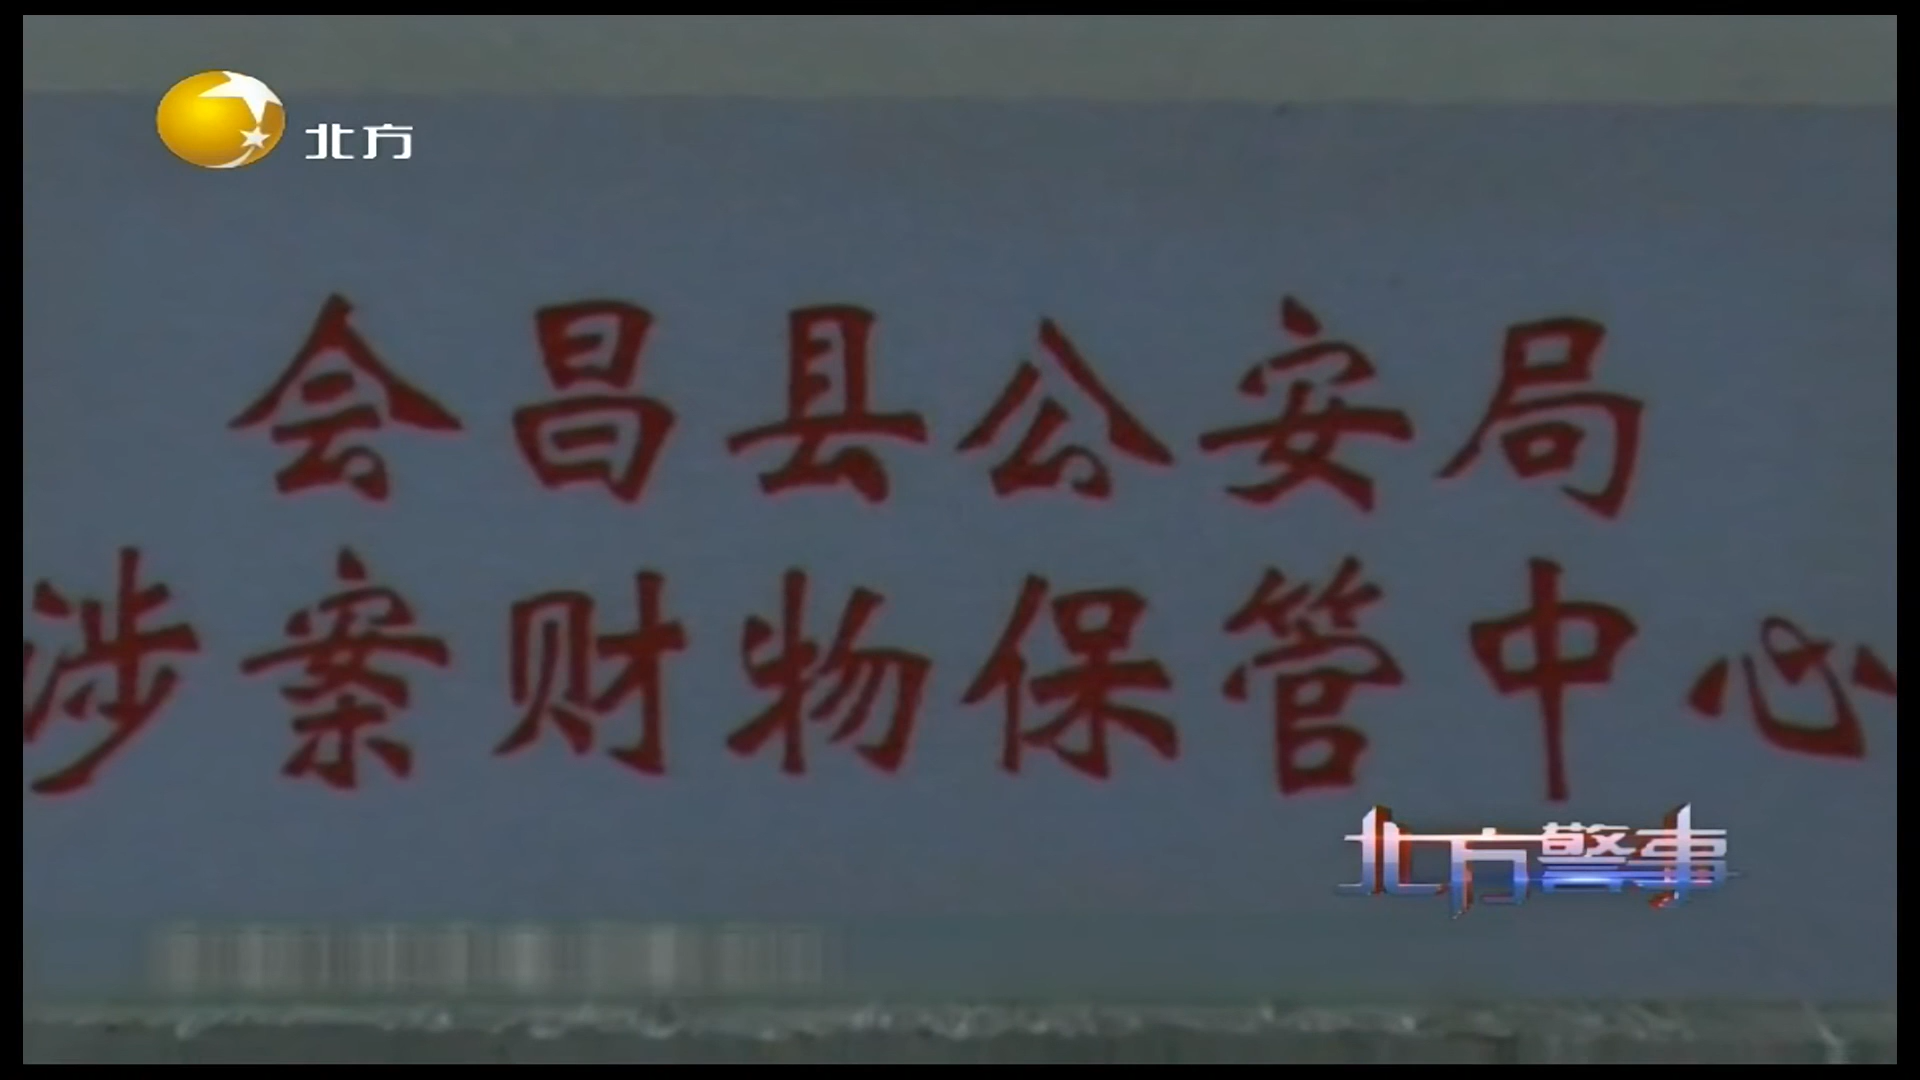 北方
会昌县公安局
涉案财物保管中心
北方警事